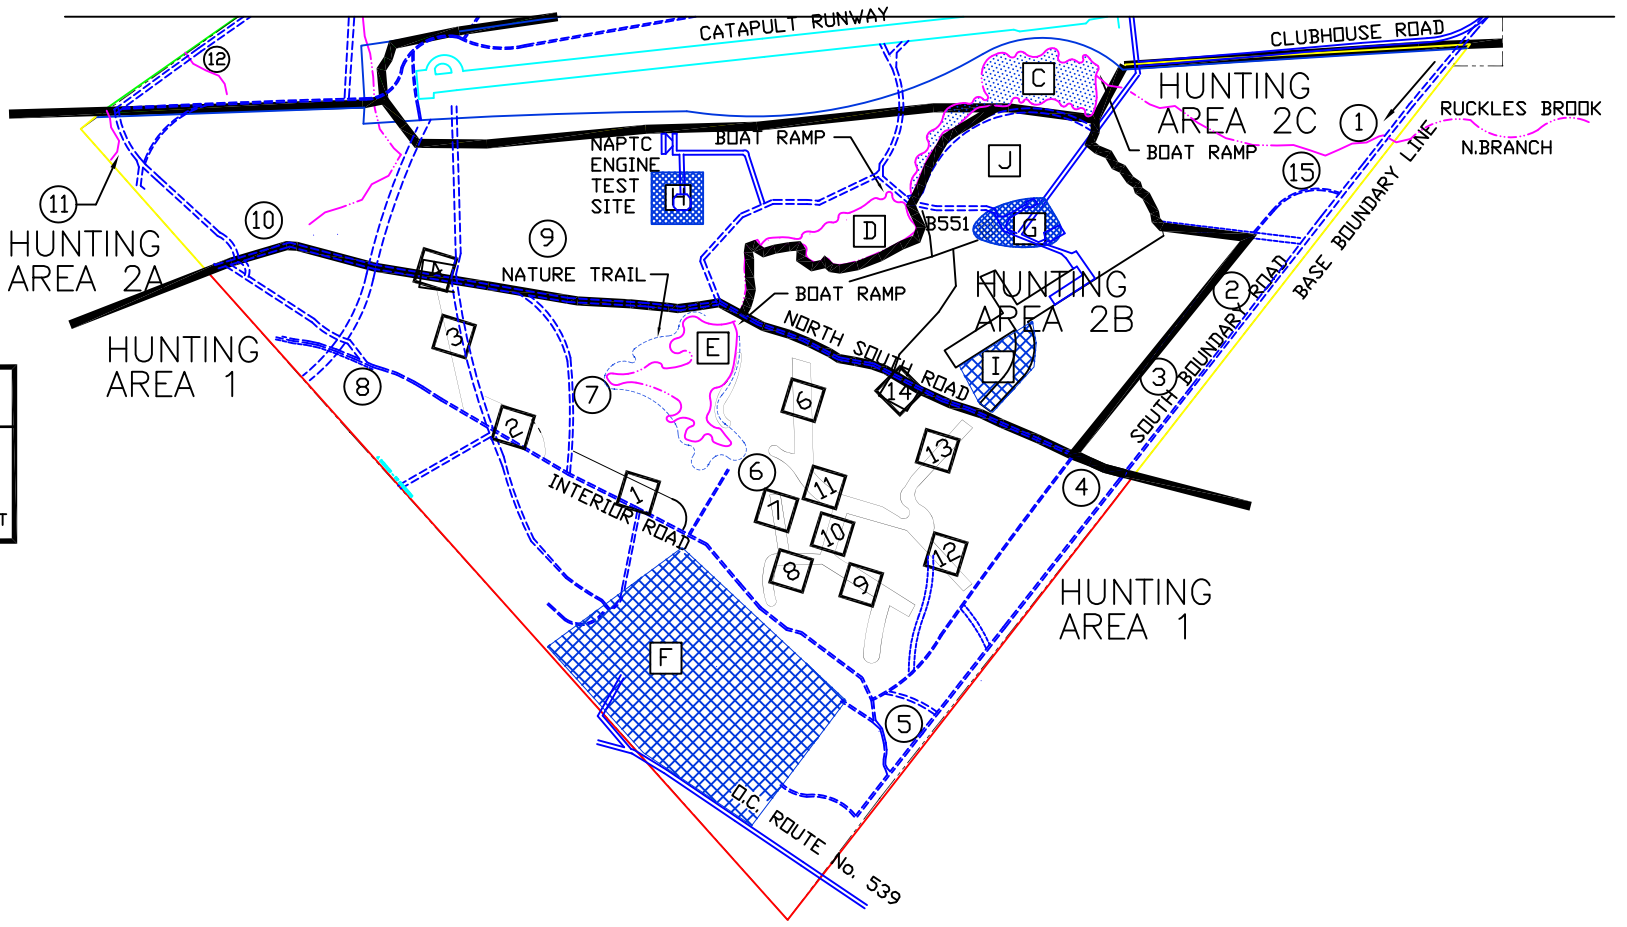 CATAPULT RUNWAY
CLUBHOUSE ROAD
12
C
HUNTING
AREA 2C
1
RUCKLES BROOK
N.BRANCH
NAPTC
ENGINE
TEST
SITE
BOAT RAMP
BOAT RAMP
J
15
11
10
9
H
D
B551
G
BASE BOUNDARY LINE
HUNTING
AREA 2A
4
NATURE TRAIL
BOAT RAMP
HUNTING
AREA 2B
2
SOUTH BOUNDARY ROAD
3
HUNTING
AREA 1
3
E
NORTH SOUTH ROAD
I
8
7
6
14
2
13
6
4
1
11
7
10
12
INTERIOR ROAD
8
9
HUNTING
AREA 1
T
F
5
O.C. ROUTE No. 539